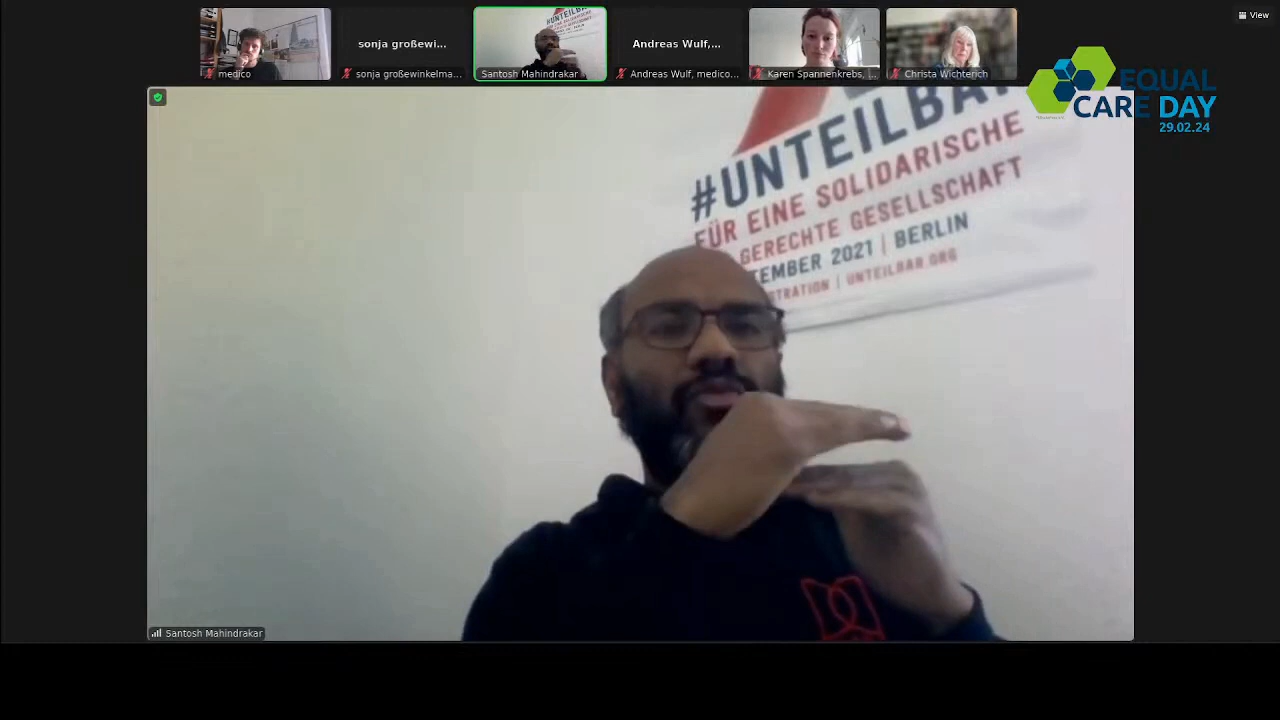 View
sonja großewi...
Andreas Wulf,...
medico
sonja großewinkelma...
Santosh Mahindrakar
Andreas Wulf, medico...
Karen Spannenkrebs, (...
Christa Wichterich
EQUAL
CARE DAY
29.02.24
#UNTEILBAR
FÜR EINE SOLIDARISCHE
GERECHTE GESELLSCHAFT
TEMBER 2021 | BERLIN
STRATION | UNTEILBAR.ORG
Santosh Mahindrakar